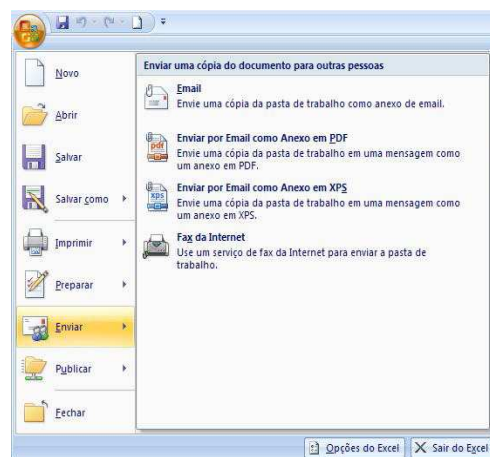 Novo
Abrir
Salvar
Salvar como
Imprimir
Preparar
Enviar
Publicar
Fechar
Enviar uma cópia do documento para outras pessoas
Email
Envie uma cópia da pasta de trabalho como anexo de email.
Enviar por Email como Anexo em PDF
Envie uma cópia da pasta de trabalho em uma mensagem como
um anexo em PDF.
Enviar por Email como Anexo em XPS
Envie uma cópia da pasta de trabalho em uma mensagem como
um anexo em XPS.
Fax da Internet
Use um serviço de fax da Internet para enviar a pasta de
trabalho.
Opções do Excel
Sair do Excel